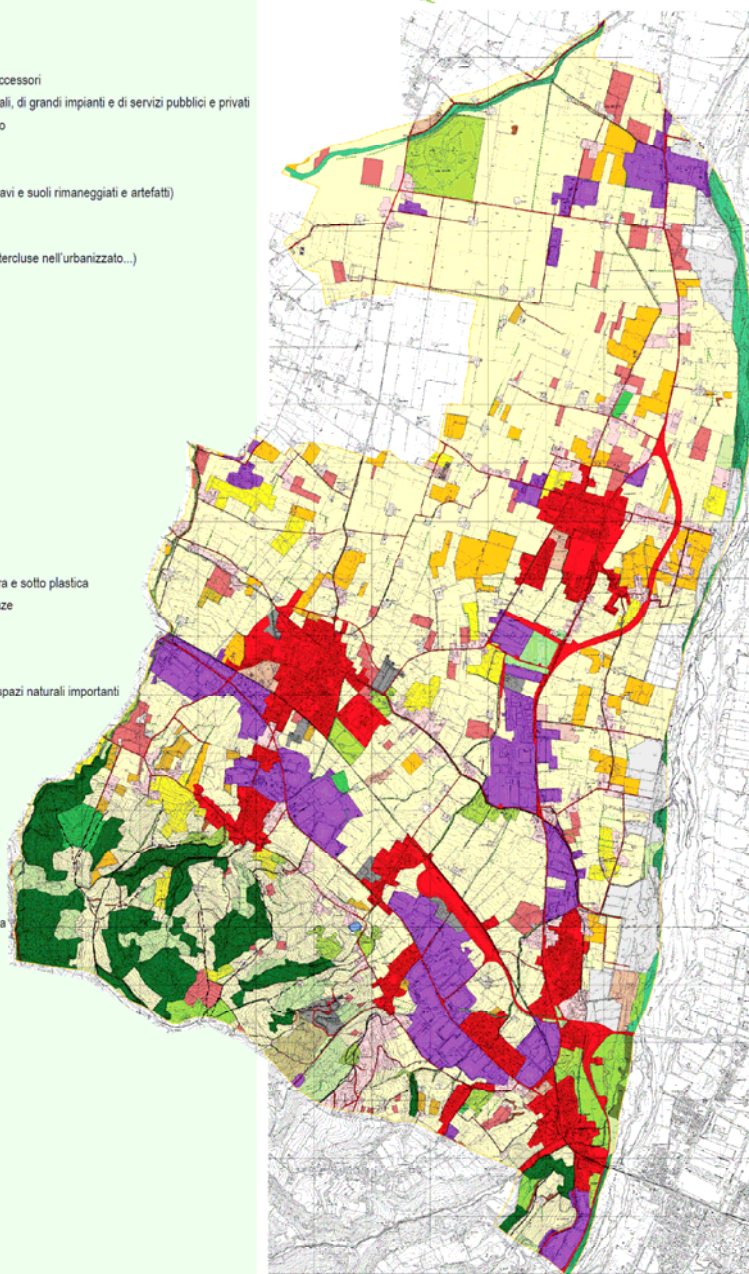 ccessori
ali, di grandi impianti e di servizi pubblici e privati
o
avi e suoli rimaneggiati e artefatti)
tercluse nell'urbanizzato...)
ra e sotto plastica
ze
spazi naturali importanti
a